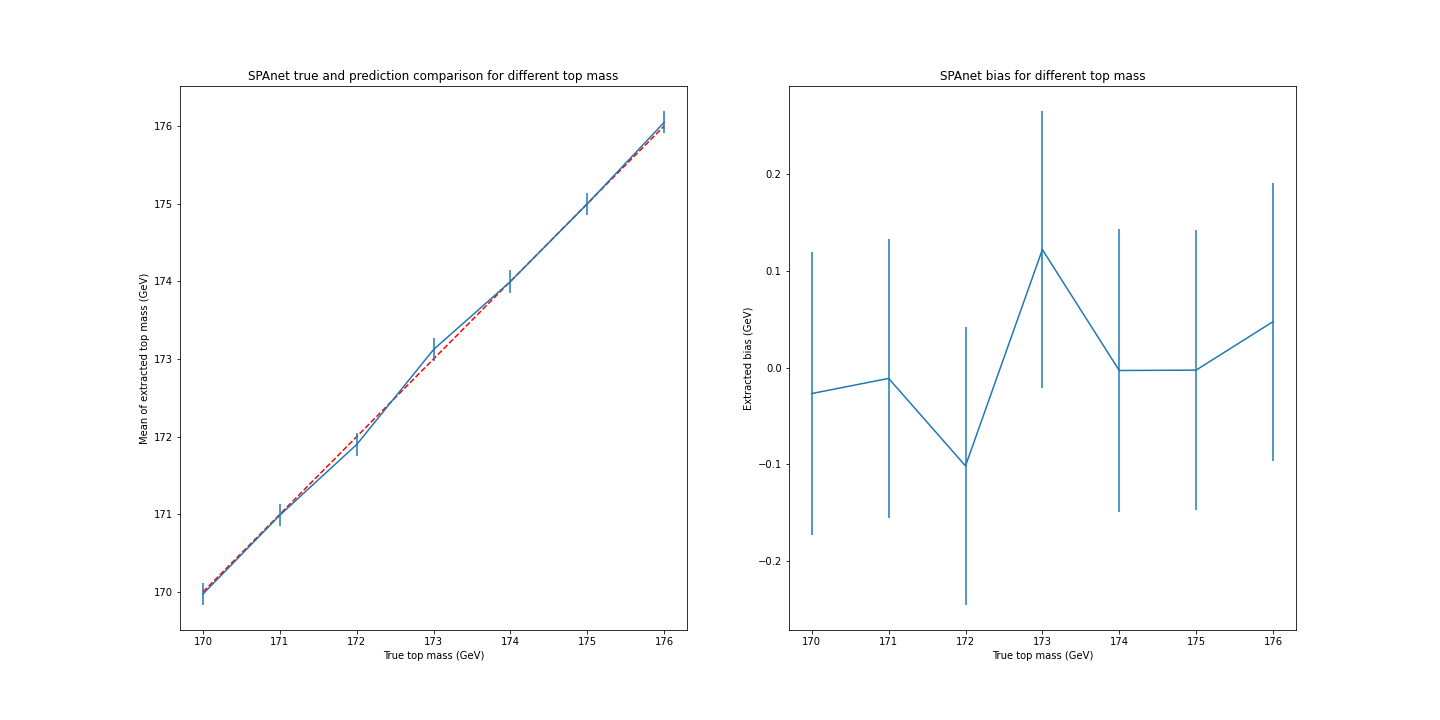 SPAnet true and prediction comparison for different top mass
Mean of extracted top mass (GeV)
176
175
174
173
172
171
170
170 171 172 173 174 175 176
True top mass (GeV)
SPAnet bias for different top mass
Extracted bias (GeV)
0.2
0.1
0.0
−0.1
−0.2
170 171 172 173 174 175 176
True top mass (GeV)